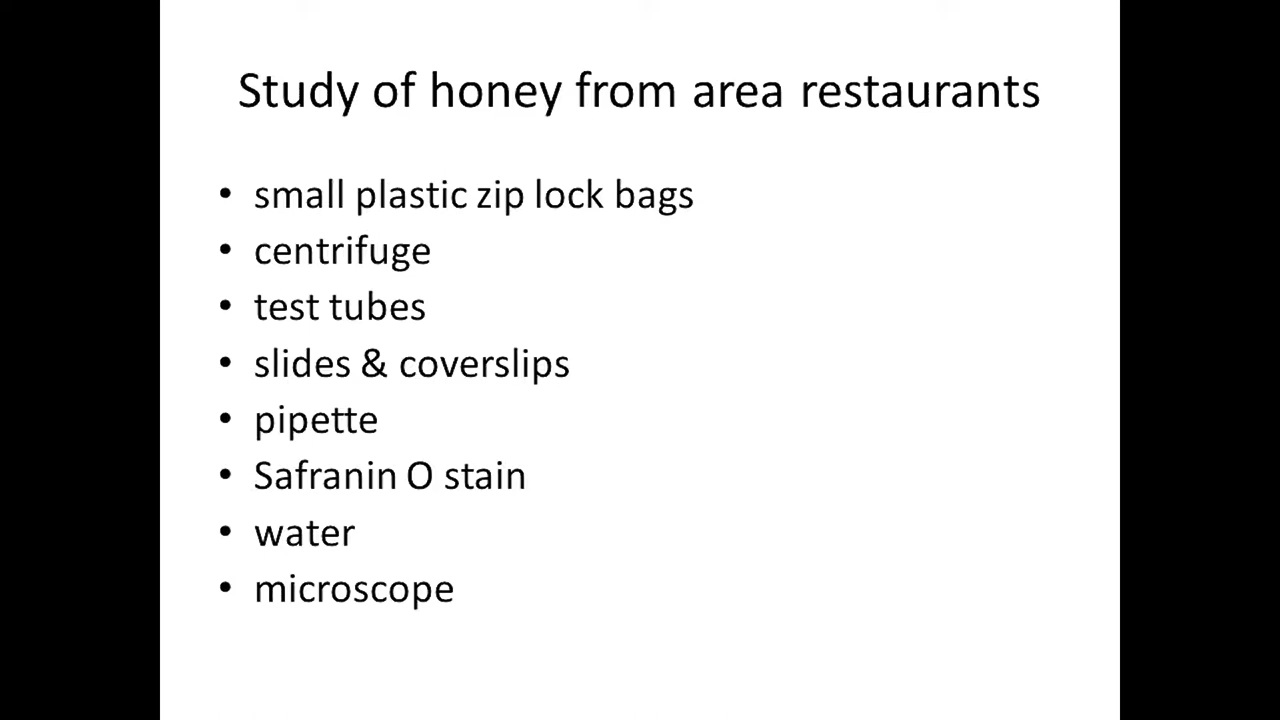 Study of honey from area restaurants
• small plastic zip lock bags
• centrifuge
• test tubes
• slides & coverslips
• pipette
• Safranin O stain
• water
• microscope